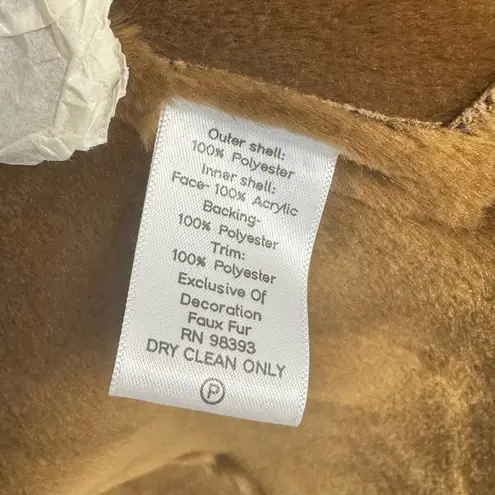 Outer shell:
100% Polyester
Inner shell:
Face- 100% Acrylic
Backing-
100% Polyester
Trim:
100% Polyester
Exclusive Of
Decoration
Faux Fur
RN 98393
DRY CLEAN ONLY
P